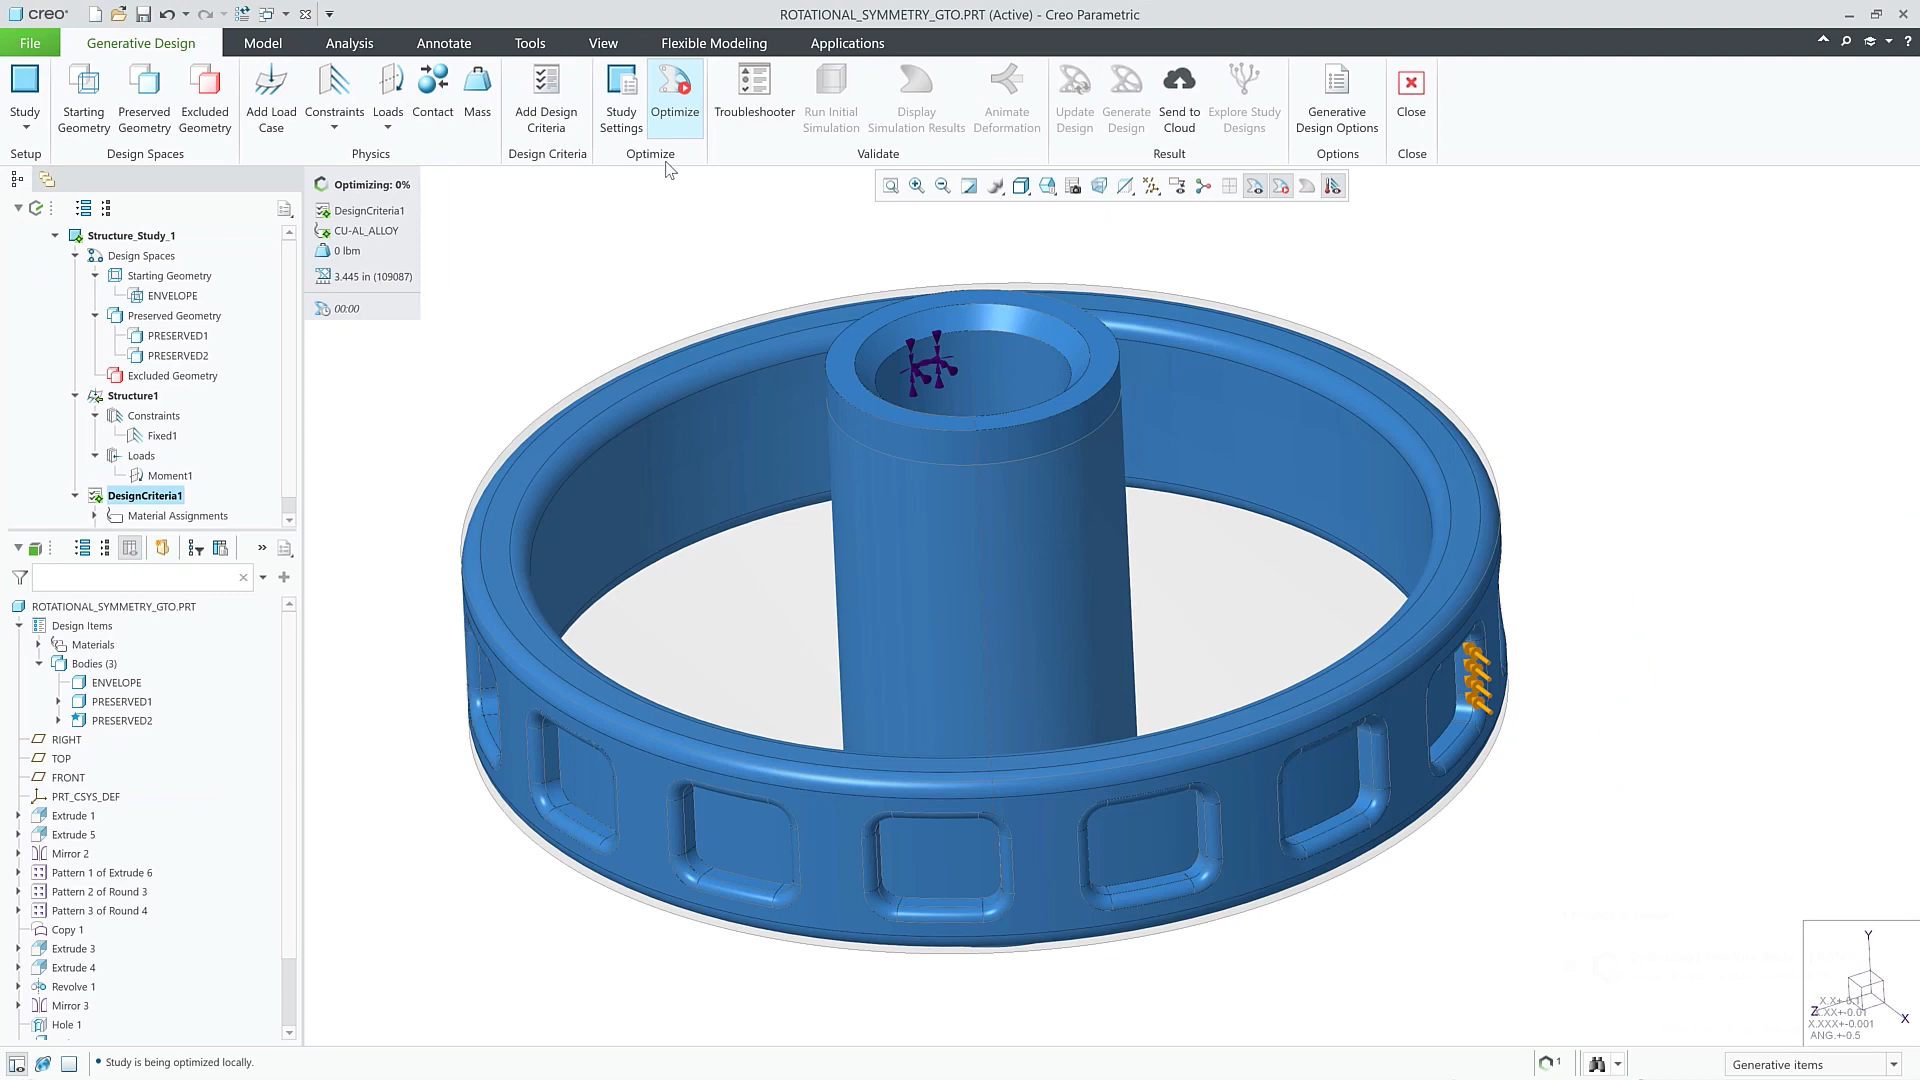 creo
ROTATIONAL_SYMMETRY_GTO.PRT (Active) - Creo Parametric
File
Generative Design
Model
Analysis
Annotate
Tools
View
Flexible Modeling
Applications
Study
Starting Geometry
Preserved Geometry
Excluded Geometry
Add Load Case
Constraints
Loads
Contact
Mass
Add Design Criteria
Study Settings
Optimize
Troubleshooter
Run Initial Simulation
Display Simulation Results
Animate Deformation
Update Design
Generate Design
Send to Cloud
Explore Study Designs
Generative Design Options
Close
Setup
Design Spaces
Physics
Design Criteria
Optimize
Validate
Result
Options
Close
Optimizing: 0%
DesignCriteria1
CU-AL_ALLOY
0 lbm
3.445 in (109087)
00:00
Structure_Study_1
Design Spaces
Starting Geometry
ENVELOPE
Preserved Geometry
PRESERVED1
PRESERVED2
Excluded Geometry
Structure1
Constraints
Fixed1
Loads
Moment1
DesignCriteria1
Material Assignments
ROTATIONAL_SYMMETRY_GTO.PRT
Design Items
Materials
Bodies (3)
ENVELOPE
PRESERVED1
PRESERVED2
RIGHT
TOP
FRONT
PRT_CSYS_DEF
Extrude 1
Extrude 5
Mirror 2
Pattern 1 of Extrude 6
Pattern 2 of Round 3
Pattern 3 of Round 4
Copy 1
Extrude 3
Extrude 4
Revolve 1
Mirror 3
Hole 1
Y
Z
X
X.X+-0.1
X.XX+-0.01
X.XXX+-0.001
ANG.+-0.5
Study is being optimized locally.
1
Generative items